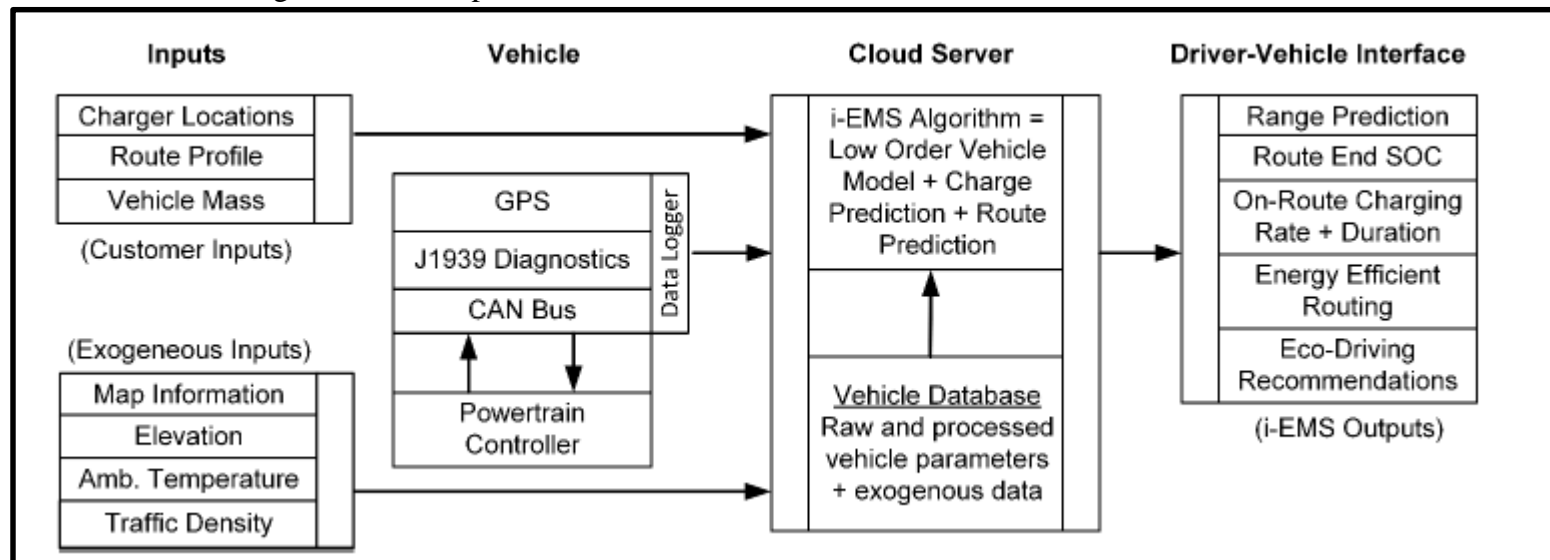 Inputs
Charger Locations
Route Profile
Vehicle Mass
(Customer Inputs)
(Exogeneous Inputs)
Map Information
Elevation
Amb. Temperature
Traffic Density
Vehicle
GPS
J1939 Diagnostics
CAN Bus
Data Logger
Powertrain
Controller
Cloud Server
i-EMS Algorithm =
Low Order Vehicle
Model + Charge
Prediction + Route
Prediction
Vehicle Database
Raw and processed
vehicle parameters
+ exogenous data
Driver-Vehicle Interface
Range Prediction
Route End SOC
On-Route Charging
Rate + Duration
Energy Efficient
Routing
Eco-Driving
Recommendations
(i-EMS Outputs)